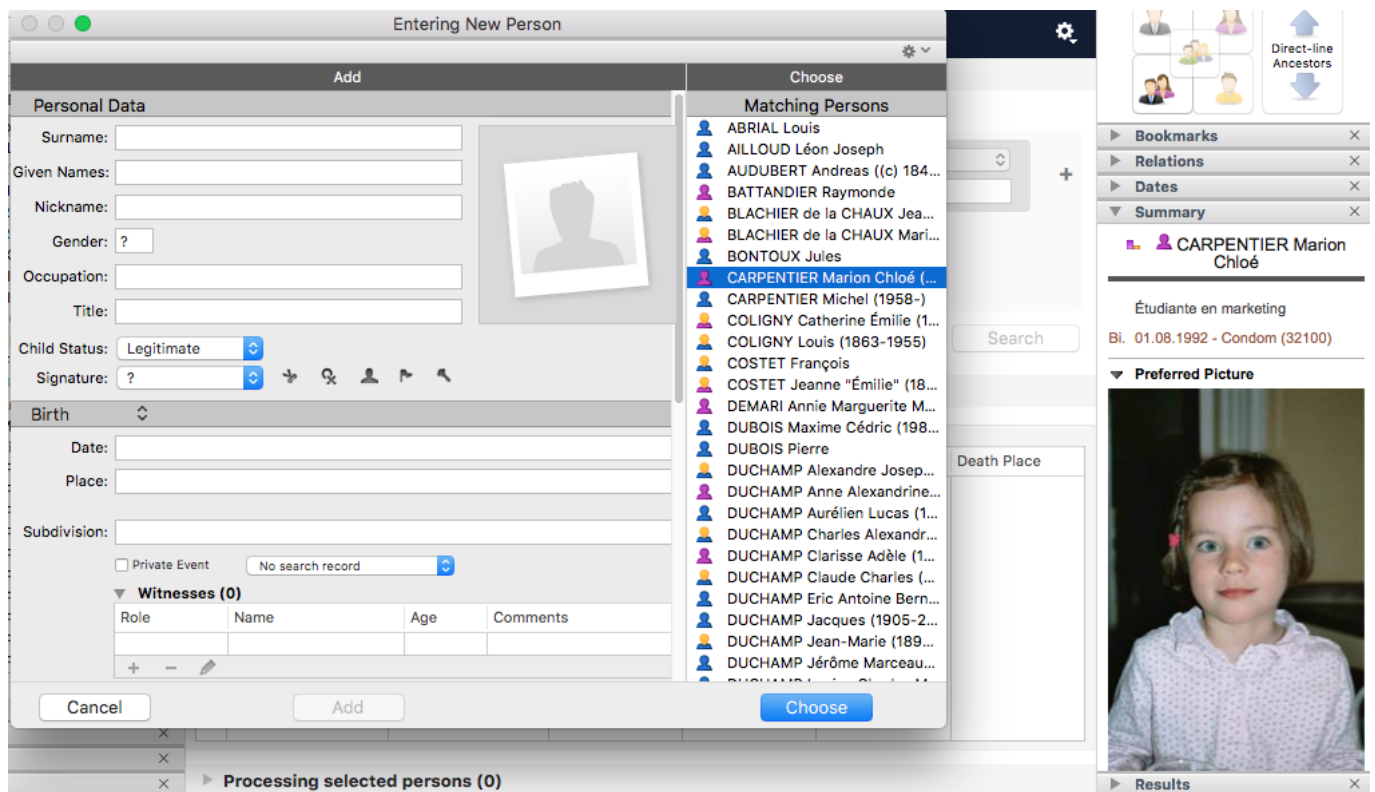 Entering New Person
Add
Personal Data
Surname:
Given Names:
Nickname:
Gender: ?
Occupation:
Title:
Child Status: Legitimate
Signature: ?
Birth
Date:
Place:
Subdivision:
Private Event No search record
Witnesses (0)
Role Name Age Comments
Cancel Add
Choose
Matching Persons
ABRIAL Louis
AILLOUD Léon Joseph
AUDUBERT Andreas ((c) 184...
BATTANDIER Raymonde
BLACHIER de la CHAUX Jea...
BLACHIER de la CHAUX Mari...
BONTOUX Jules
CARPENTIER Marion Chloé (...
CARPENTIER Michel (1958-)
COLIGNY Catherine Émilie (1...
COLIGNY Louis (1863-1955)
COSTET François
COSTET Jeanne "Émilie" (18...
DEMARI Annie Marguerite M...
DUBOIS Maxime Cédric (198...
DUBOIS Pierre
DUCHAMP Alexandre Josep...
DUCHAMP Anne Alexandrine...
DUCHAMP Aurélien Lucas (1...
DUCHAMP Charles Alexandr...
DUCHAMP Clarisse Adèle (1...
DUCHAMP Claude Charles (...
DUCHAMP Eric Antoine Bern...
DUCHAMP Jacques (1905-2...
DUCHAMP Jean-Marie (189...
DUCHAMP Jérôme Marceau...
Choose
Search
Death Place
Processing selected persons (0)
Direct-line
Ancestors
Bookmarks
Relations
Dates
Summary
CARPENTIER Marion
Chloé
Étudiante en marketing
Bi. 01.08.1992 - Condom (32100)
Preferred Picture
Results